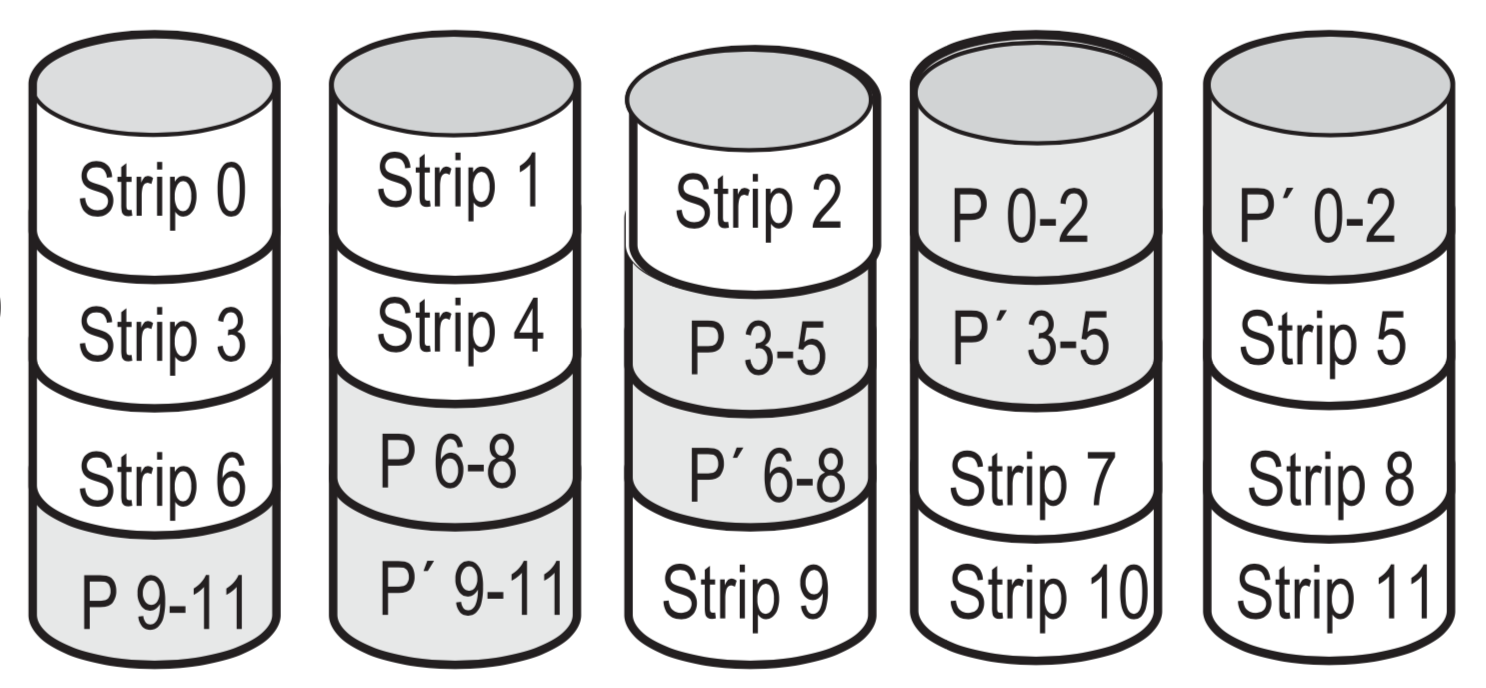 Strip 0
Strip 1
Strip 2
P 0-2
P′ 0-2
Strip 3
Strip 4
P 3-5
P′ 3-5
Strip 5
Strip 6
P 6-8
P′ 6-8
Strip 7
Strip 8
P 9-11
P′ 9-11
Strip 9
Strip 10
Strip 11